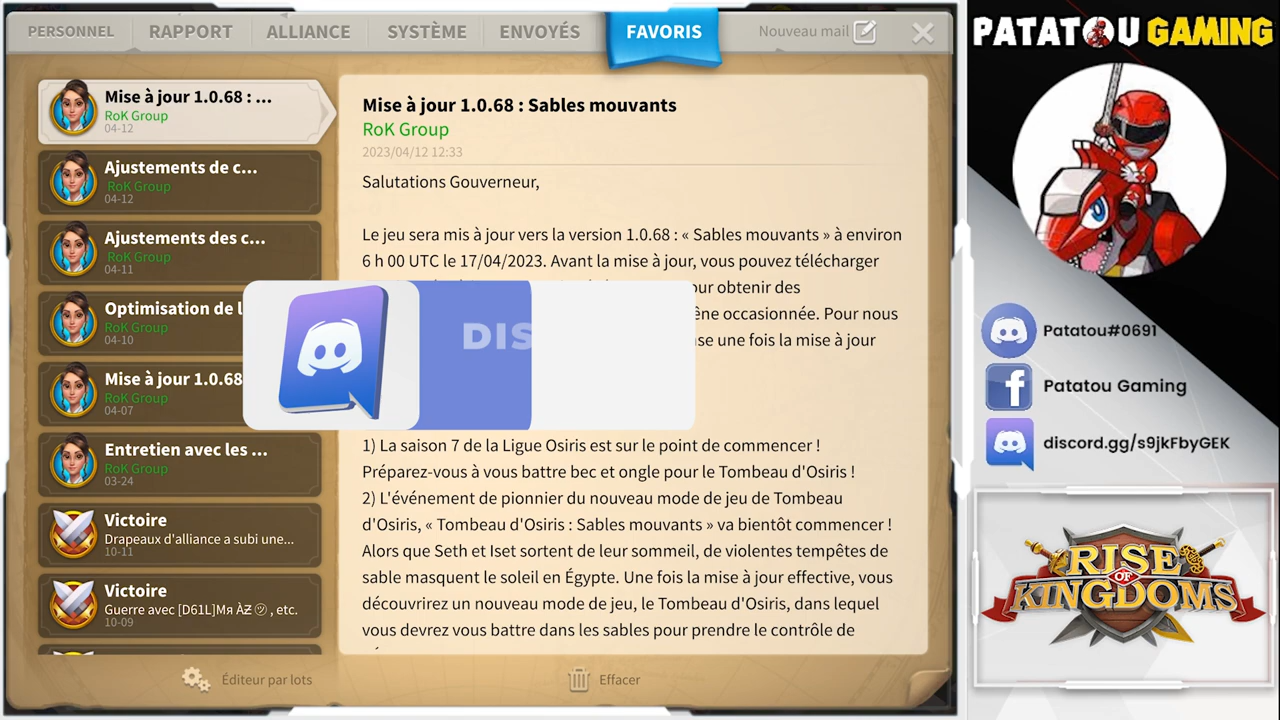 PERSONNEL
RAPPORT
ALLIANCE
SYSTÈME
ENVOYÉS
FAVORIS
Nouveau mail
Mise à jour 1.0.68 : ...
RoK Group
04-12
Ajustements de c...
RoK Group
04-12
Ajustements des c...
RoK Group
04-11
Optimisation de l
RoK Group
04-10
Mise à jour 1.0.68
RoK Group
04-07
Entretien avec les ...
RoK Group
03-24
Victoire
Drapeaux d'alliance a subi une...
10-11
Victoire
Guerre avec [D61L]Мя ÀƵ ツ , etc.
10-09
Mise à jour 1.0.68 : Sables mouvants
RoK Group
2023/04/12 12:33
Salutations Gouverneur,
Le jeu sera mis à jour vers la version 1.0.68 : « Sables mouvants » à environ
6 h 00 UTC le 17/04/2023. Avant la mise à jour, vous pouvez télécharger
obtenir des
occasionnée. Pour nous
une fois la mise à jour
DIS
1) La saison 7 de la Ligue Osiris est sur le point de commencer !
Préparez-vous à vous battre bec et ongle pour le Tombeau d'Osiris !
2) L'événement de pionnier du nouveau mode de jeu de Tombeau
d'Osiris, « Tombeau d'Osiris : Sables mouvants » va bientôt commencer !
Alors que Seth et Iset sortent de leur sommeil, de violentes tempêtes de
sable masquent le soleil en Égypte. Une fois la mise à jour effective, vous
découvrirez un nouveau mode de jeu, le Tombeau d'Osiris, dans lequel
vous devrez vous battre dans les sables pour prendre le contrôle de
Éditeur par lots
Effacer
PATATOU GAMING
Patatou#0691
Patatou Gaming
discord.gg/s9jkFbyGEK
RISE
OF
KINGDOMS